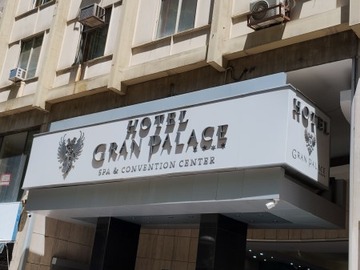 HOTEL
GRAN PALACE
SPA & CONVENTION CENTER
HOTEL
GRAN PALACE